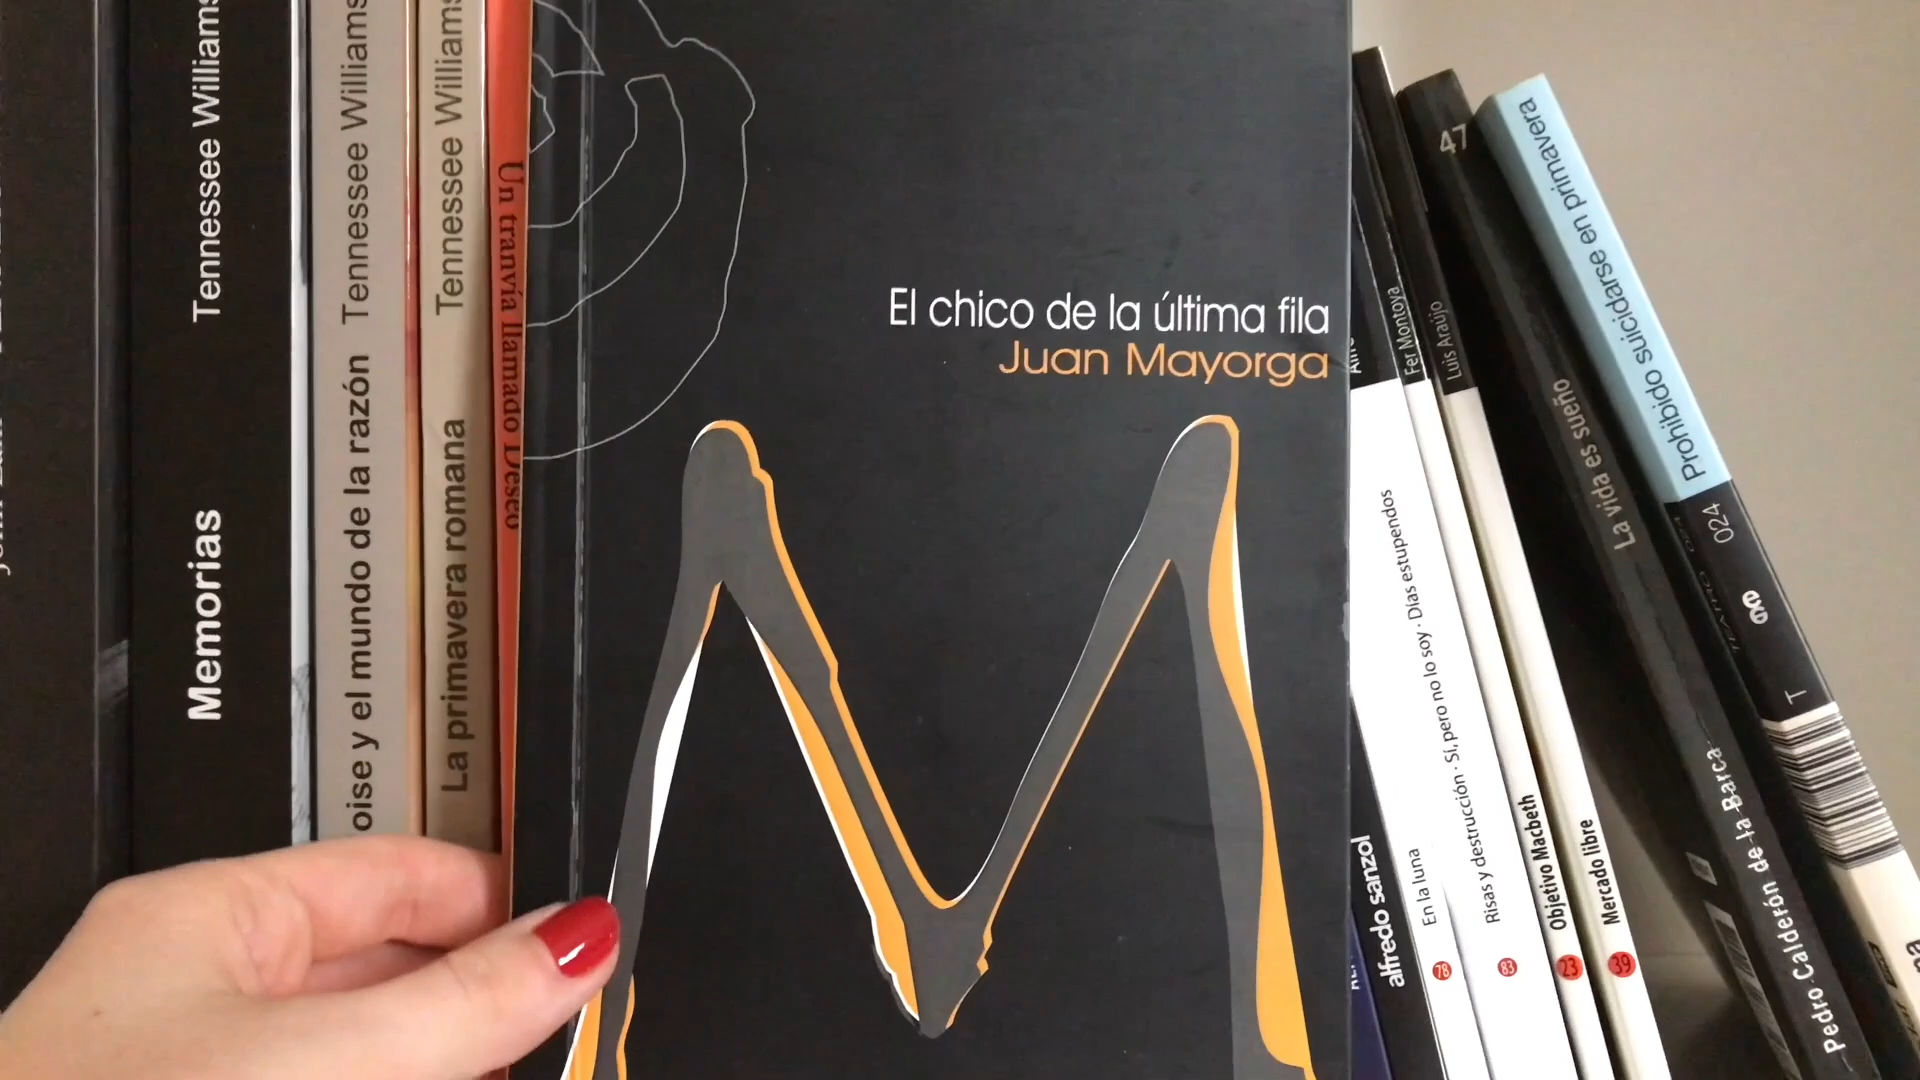 Tennessee Williams
Memorias
Tennessee Williams
oise y el mundo de la razón
Tennessee Williams
La primavera romana
Un tranvía llamado Deseo
El chico de la última fila
Juan Mayorga
alfredo sanzol
En la luna
78
Fer Montoya
Risas y destrucción · Sí, pero no lo soy · Días estupendos
83
Luis Araújo
Objetivo Macbeth
23
Mercado libre
39
47
La vida es sueño
Pedro Calderón de la Barca
Prohibido suicidarse en primavera
024
T